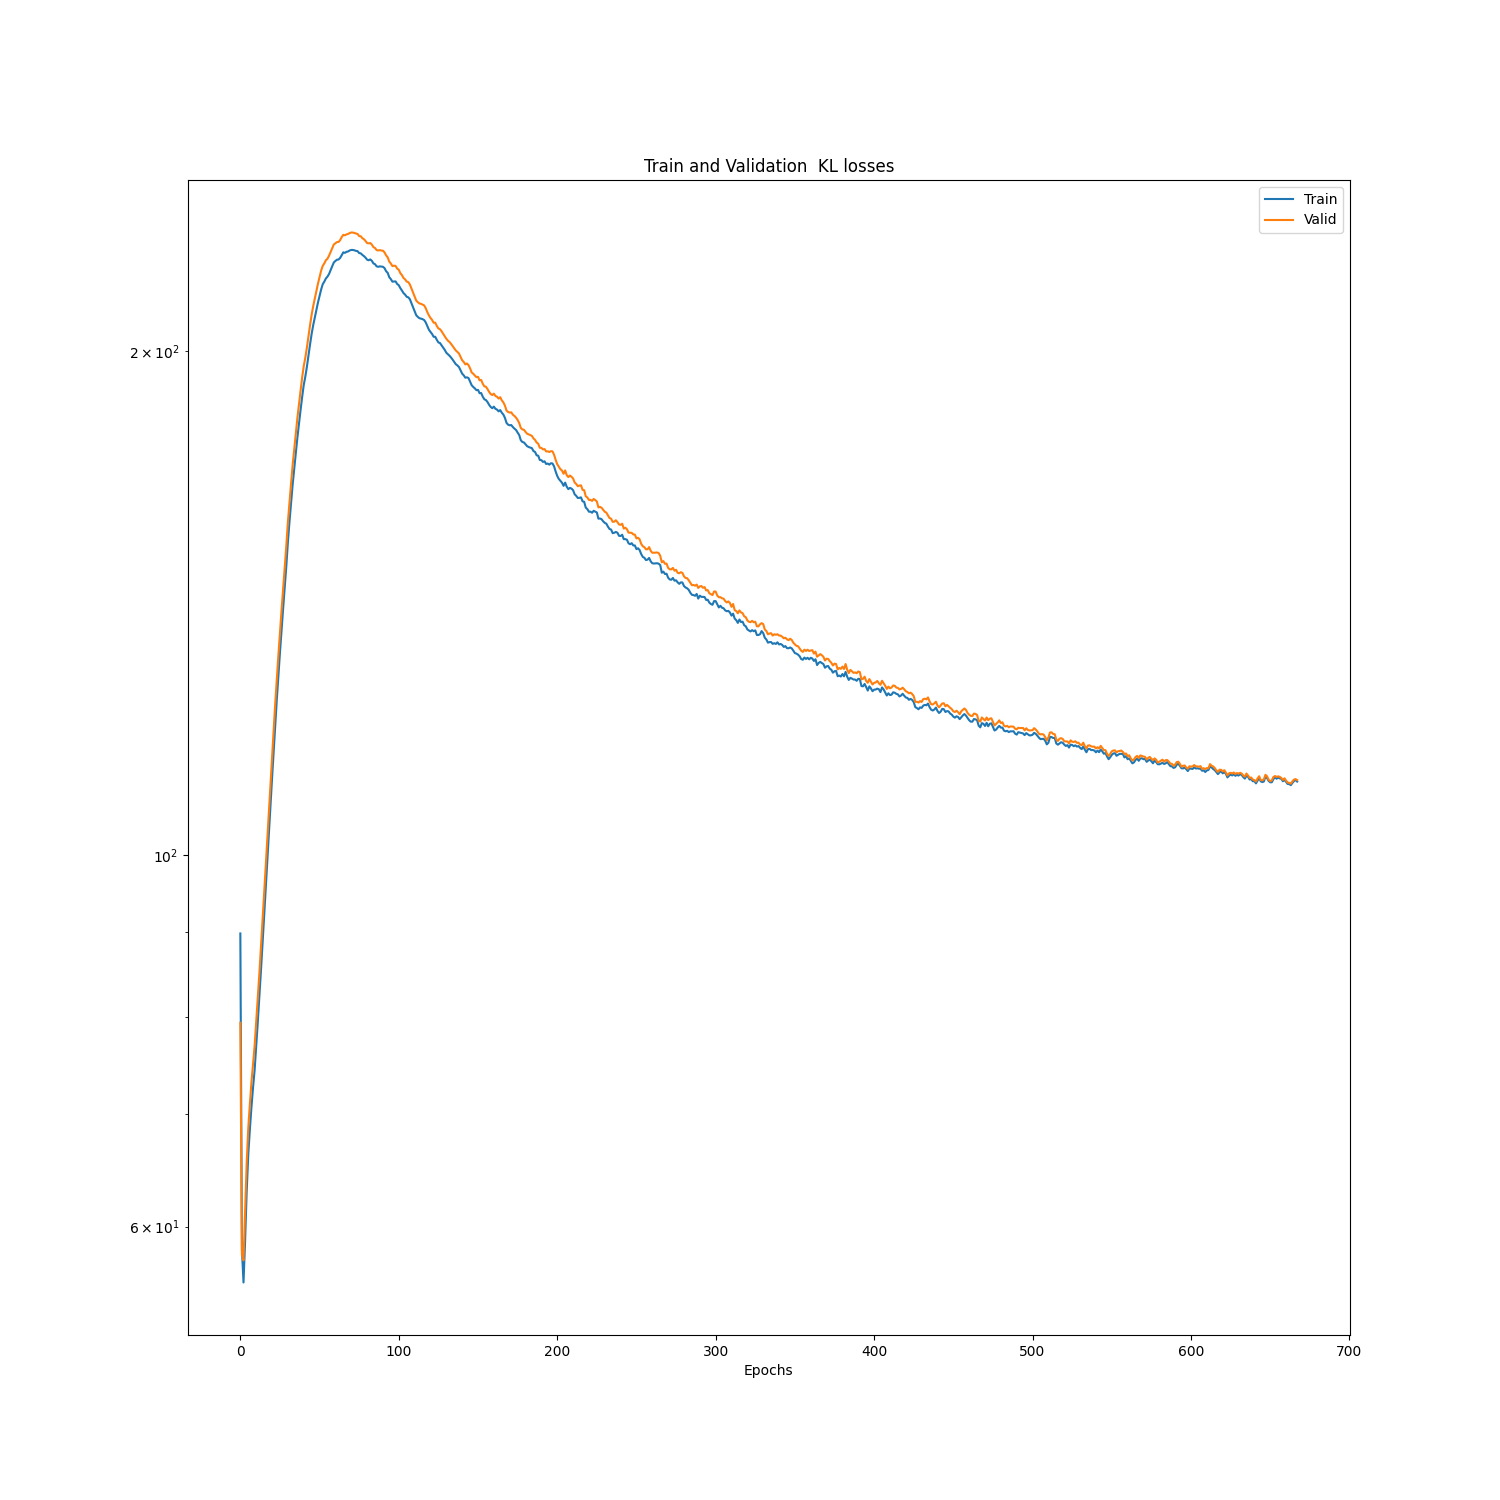 Train and Validation  KL losses
Train
Valid
2 × 10²
10²
6 × 10¹
0 100 200 300 400 500 600 700
Epochs